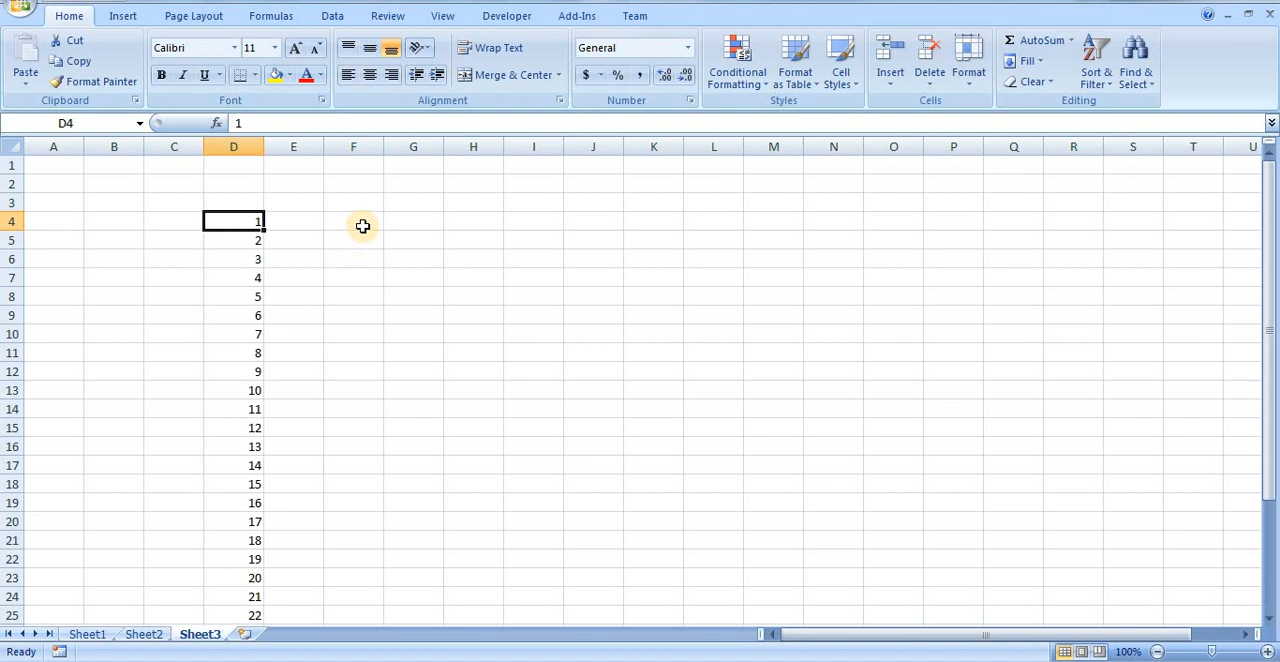 Home Insert Page Layout Formulas Data Review View Developer Add-Ins Team
Paste
Cut
Copy
Format Painter
Clipboard
Calibri 11 A A
B I U A
Font
Wrap Text
Merge & Center
Alignment
General
$ % , .0 .00 .00 .0
Number
Conditional Formatting
Format as Table
Cell Styles
Styles
Insert
Delete
Format
Cells
Σ AutoSum
Fill
Clear
Sort & Filter
Find & Select
Editing
D4 fx 1
A B C D E F G H I J K L M N O P Q R S T U
1
2
3
4 1
5 2
6 3
7 4
8 5
9 6
10 7
11 8
12 9
13 10
14 11
15 12
16 13
17 14
18 15
19 16
20 17
21 18
22 19
23 20
24 21
25 22
Sheet1 Sheet2 Sheet3
Ready 100%